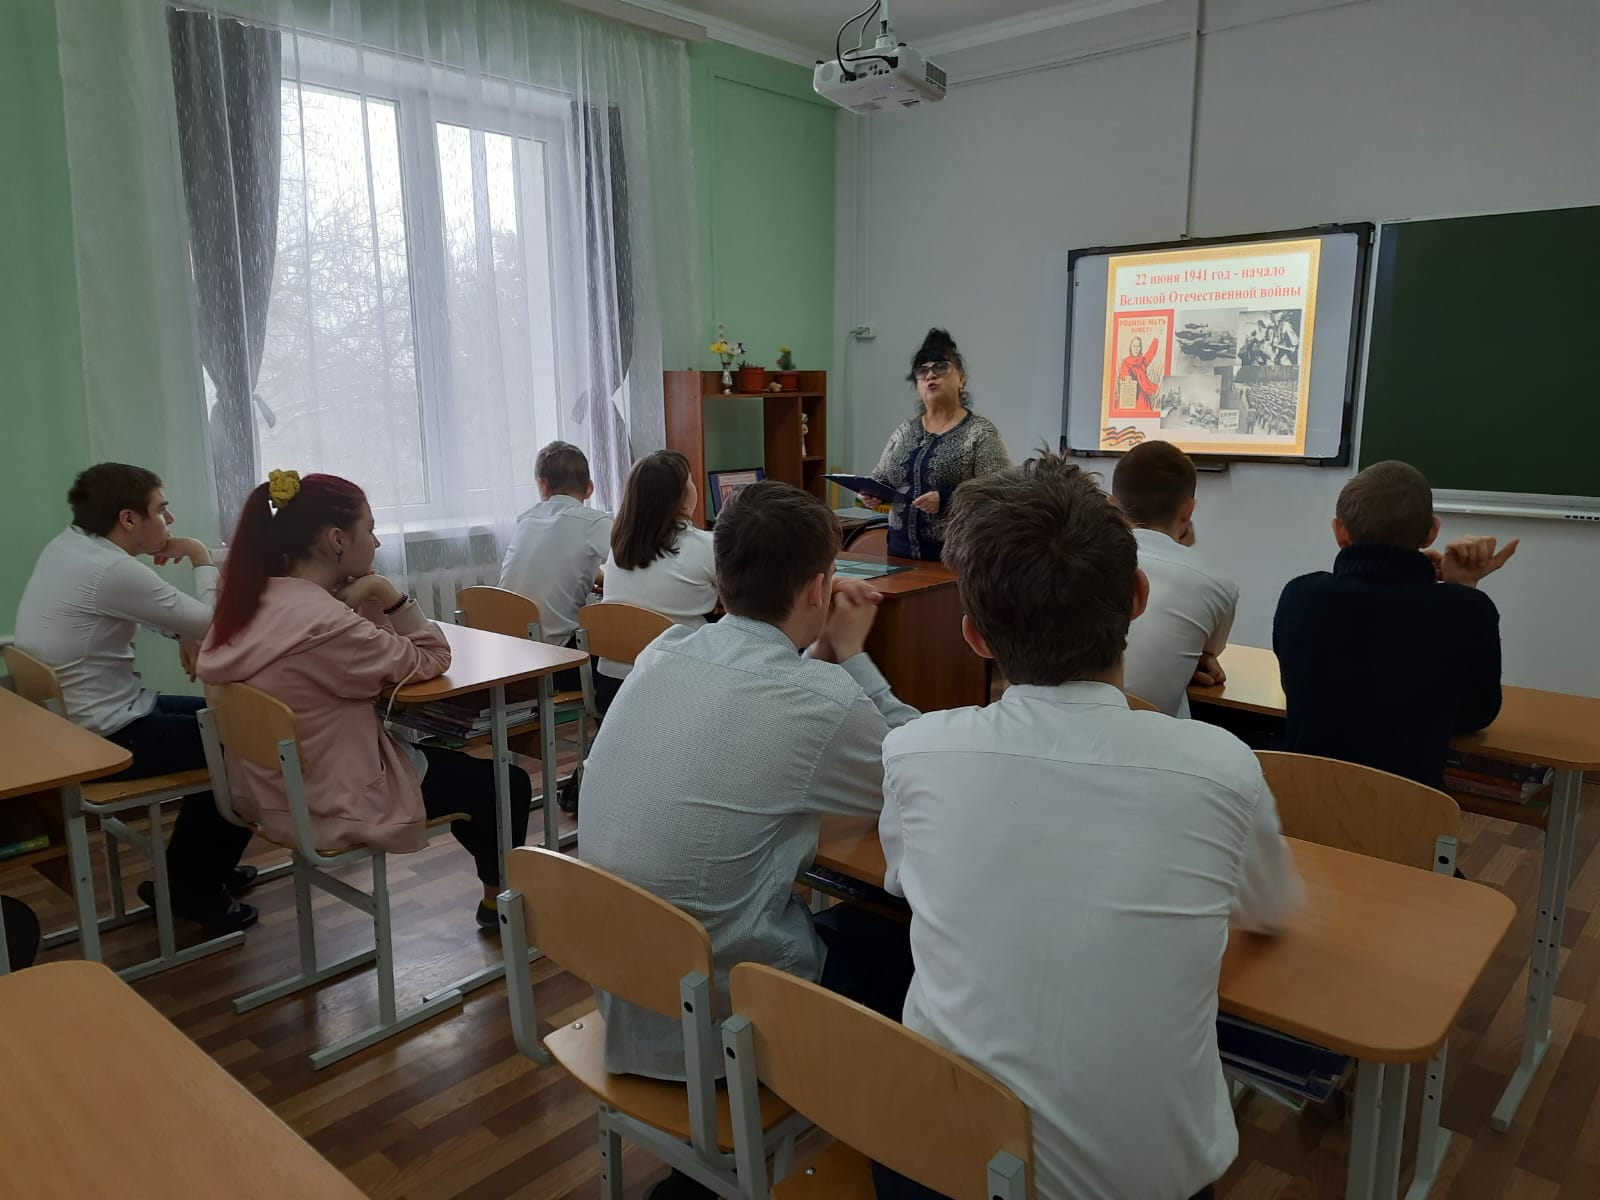 22 июня 1941 год - начало
Великой Отечественной войны
РОДИНА-МАТЬ
ЗОВЕТ!